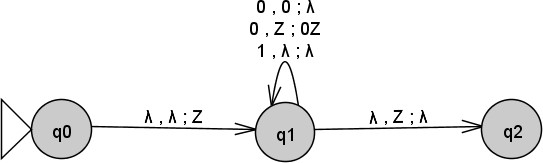 0 , 0 ; λ
0 , Z ; 0Z
1 , λ ; λ
λ , λ ; Z
λ , Z ; λ
q0
q1
q2